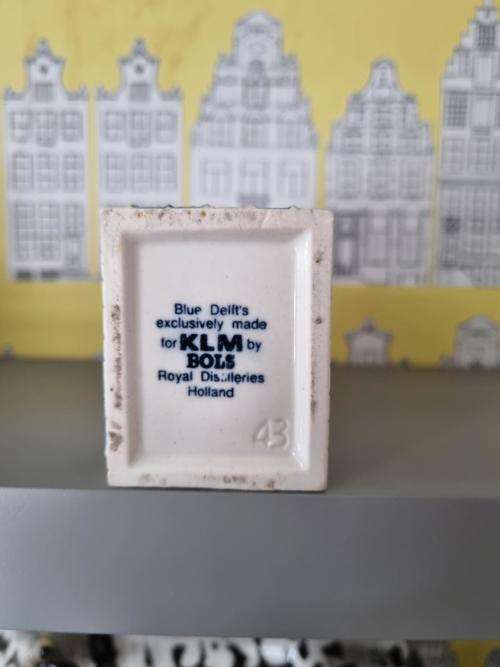 Blue Delft's
exclusively made
for KLM by
BOLS
Royal Distilleries
Holland
43